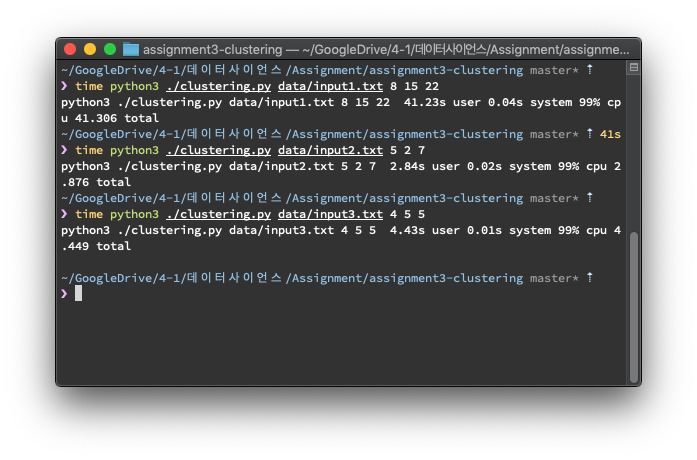 assignment3-clustering — ~/GoogleDrive/4-1/데이터사이언스/Assignment/assignme...
~/GoogleDrive/4-1/데이터사이언스/Assignment/assignment3-clustering master* ⇡
❯ time python3 ./clustering.py data/input1.txt 8 15 22
python3 ./clustering.py data/input1.txt 8 15 22  41.23s user 0.04s system 99% cp
u 41.306 total
~/GoogleDrive/4-1/데이터사이언스/Assignment/assignment3-clustering master* ⇡ 41s
❯ time python3 ./clustering.py data/input2.txt 5 2 7
python3 ./clustering.py data/input2.txt 5 2 7  2.84s user 0.02s system 99% cpu 2
.876 total
~/GoogleDrive/4-1/데이터사이언스/Assignment/assignment3-clustering master* ⇡
❯ time python3 ./clustering.py data/input3.txt 4 5 5
python3 ./clustering.py data/input3.txt 4 5 5  4.43s user 0.01s system 99% cpu 4
.449 total
~/GoogleDrive/4-1/데이터사이언스/Assignment/assignment3-clustering master* ⇡
❯